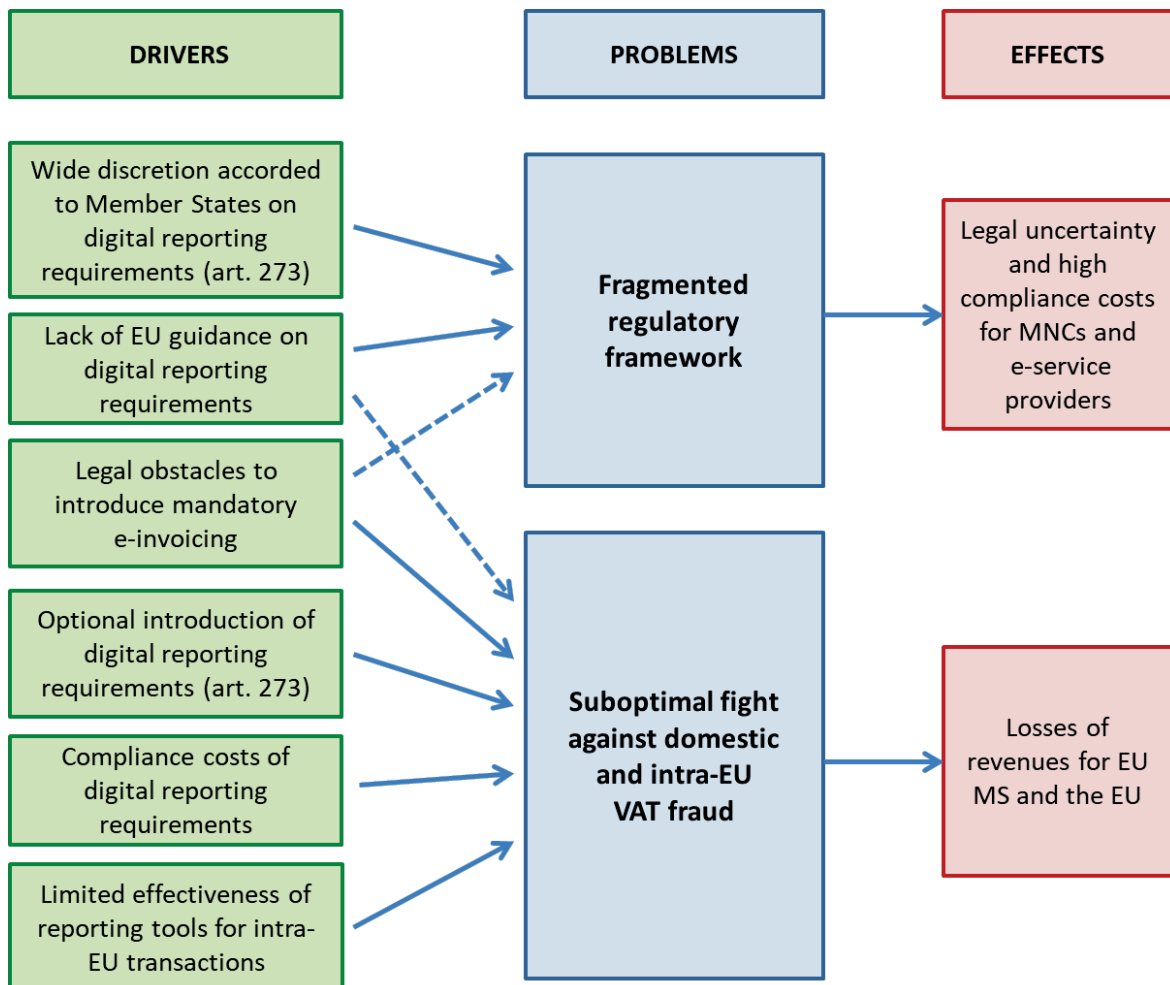 DRIVERS
PROBLEMS
EFFECTS
Wide discretion accorded
to Member States on
digital reporting
requirements (art. 273)
Lack of EU guidance on
digital reporting
requirements
Legal obstacles to
introduce mandatory
e-invoicing
Optional introduction of
digital reporting
requirements (art. 273)
Compliance costs of
digital reporting
requirements
Limited effectiveness of
reporting tools for intra-
EU transactions
Fragmented
regulatory
framework
Suboptimal fight
against domestic
and intra-EU
VAT fraud
Legal uncertainty
and high
compliance costs
for MNCs and
e-service
providers
Losses of
revenues for EU
MS and the EU